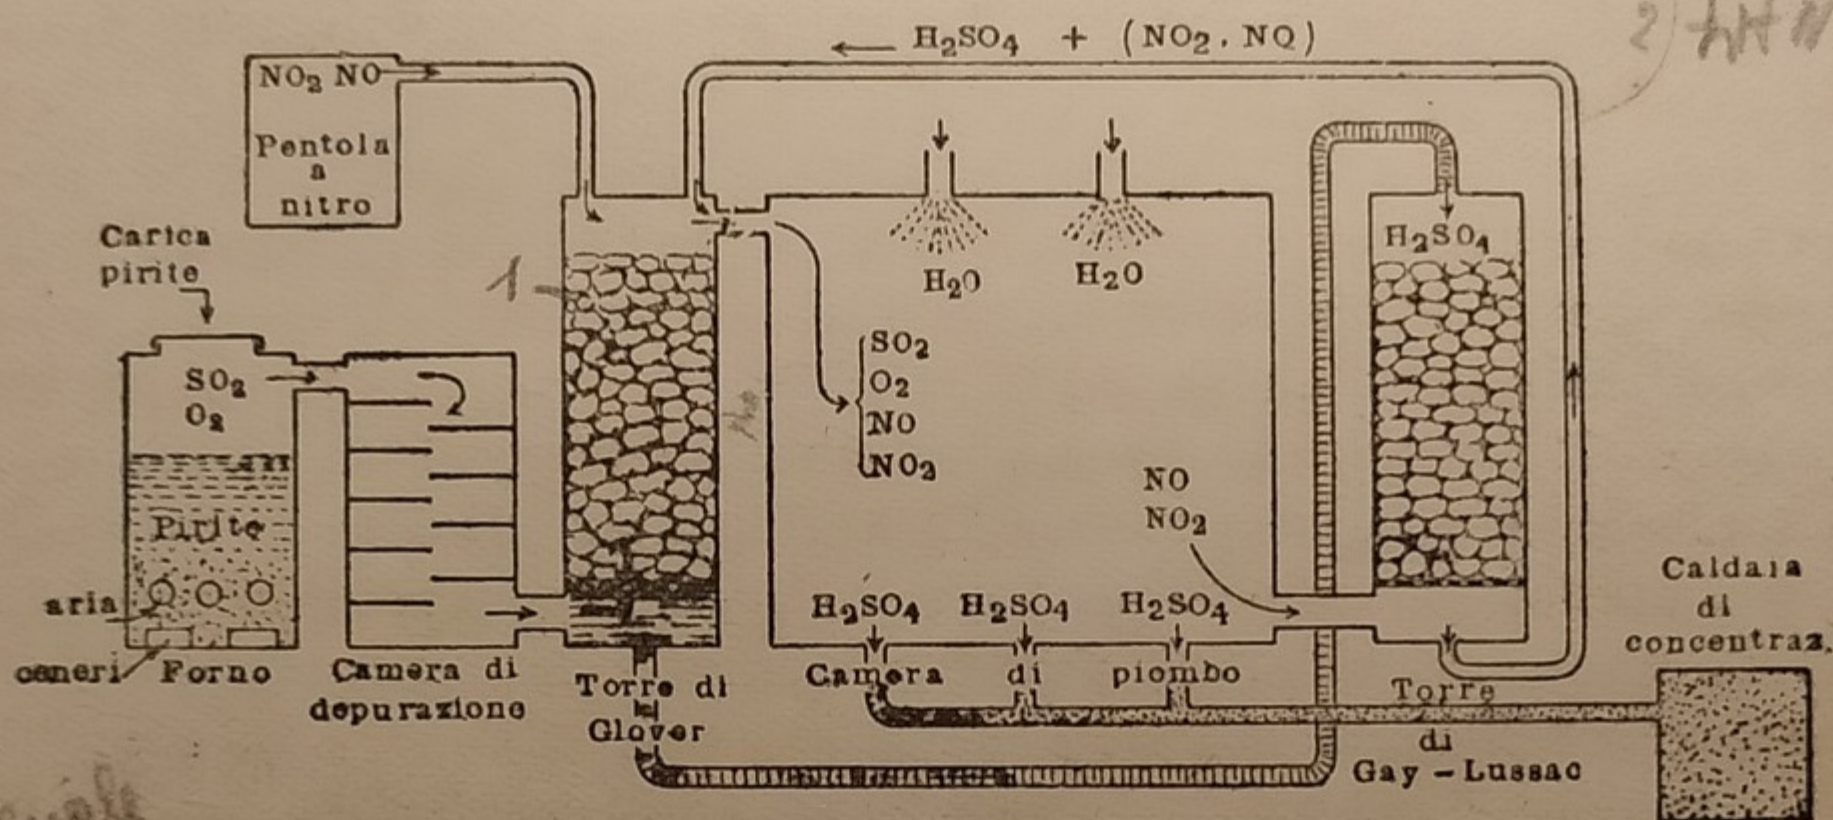 H₂SO₄ + (NO₂, NO)
NO₂ NO
Pentola
a
nitro
Carica
pirite
H₂SO₄
H₂O
H₂O
1
SO₂
O₂
SO₂
O₂
NO
NO₂
NO
NO₂
Pirite
aria
H₂SO₄
H₂SO₄
H₂SO₄
Caldaia
di
concentraz.
ceneri
Forno
Camera di
depurazione
Torre di
Glover
Camera di piombo
Torre
di
Gay-Lussac